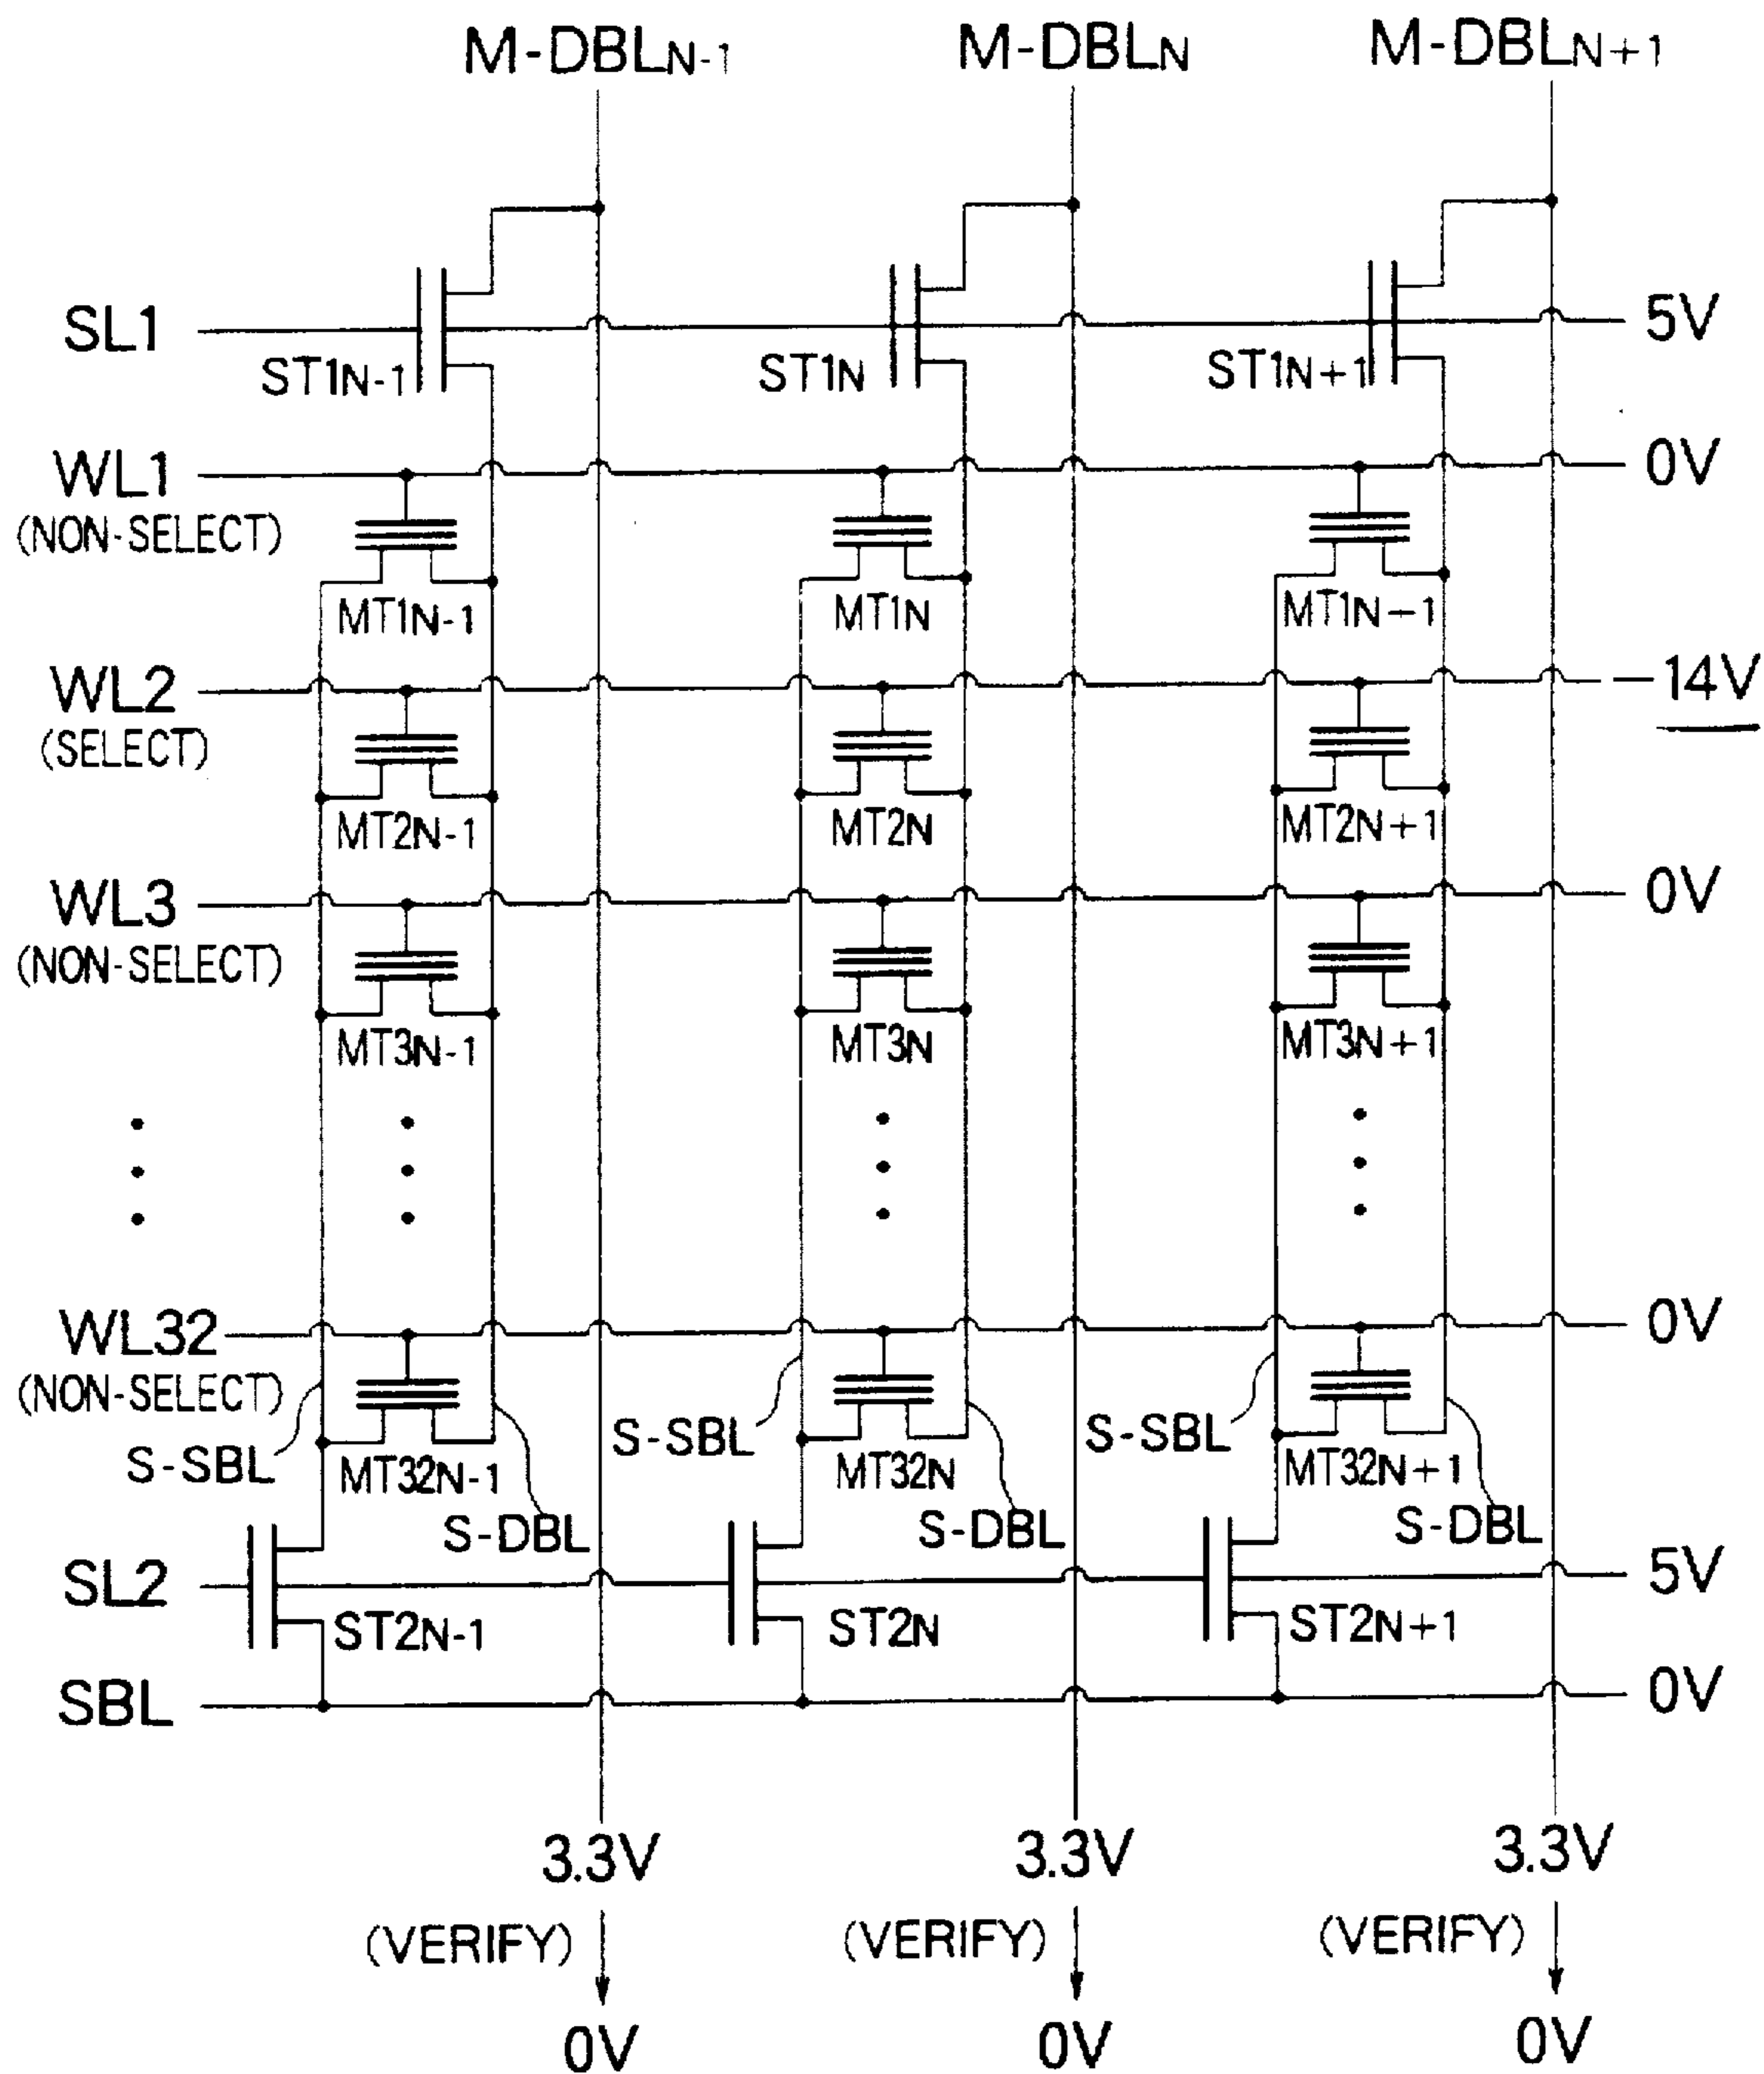 M-DBLN-1 M-DBLN M-DBLN+1
SL1 5V
ST1N-1 ST1N ST1N+1
WL1 0V
(NON-SELECT)
MT1N-1 MT1N MT1N-1
WL2 -14V
(SELECT)
MT2N-1 MT2N MT2N+1
WL3 0V
(NON-SELECT)
MT3N-1 MT3N MT3N+1
WL32 0V
(NON-SELECT)
S-SBL S-SBL S-SBL
MT32N-1 MT32N MT32N+1
S-DBL S-DBL S-DBL
SL2 5V
ST2N-1 ST2N ST2N+1
SBL 0V
3.3V 3.3V 3.3V
(VERIFY) (VERIFY) (VERIFY)
0V 0V 0V